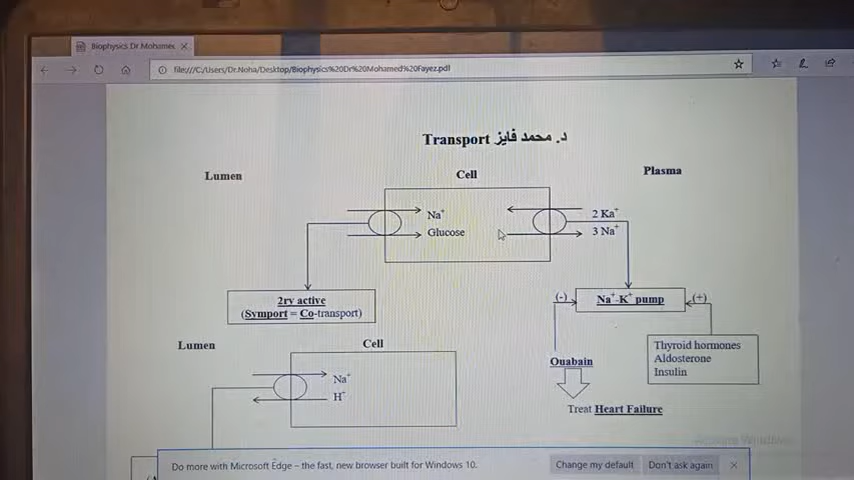 Biophysics Dr Mohamed
file:///C:/Users/Dr.Noha/Desktop/Biophysics%20Dr%20Mohamed%20Fayez.pdf
Transport د. محمد فايز
Lumen
Cell
Plasma
Na⁺
Glucose
2 Ka⁺
3 Na⁺
2ry active
(Symport = Co-transport)
(-)
Na⁺-K⁺ pump
(+)
Thyroid hormones
Aldosterone
Insulin
Ouabain
Treat Heart Failure
Lumen
Cell
Na⁺
H⁺
Activate Windows
Do more with Microsoft Edge – the fast, new browser built for Windows 10.
Change my default
Don't ask again